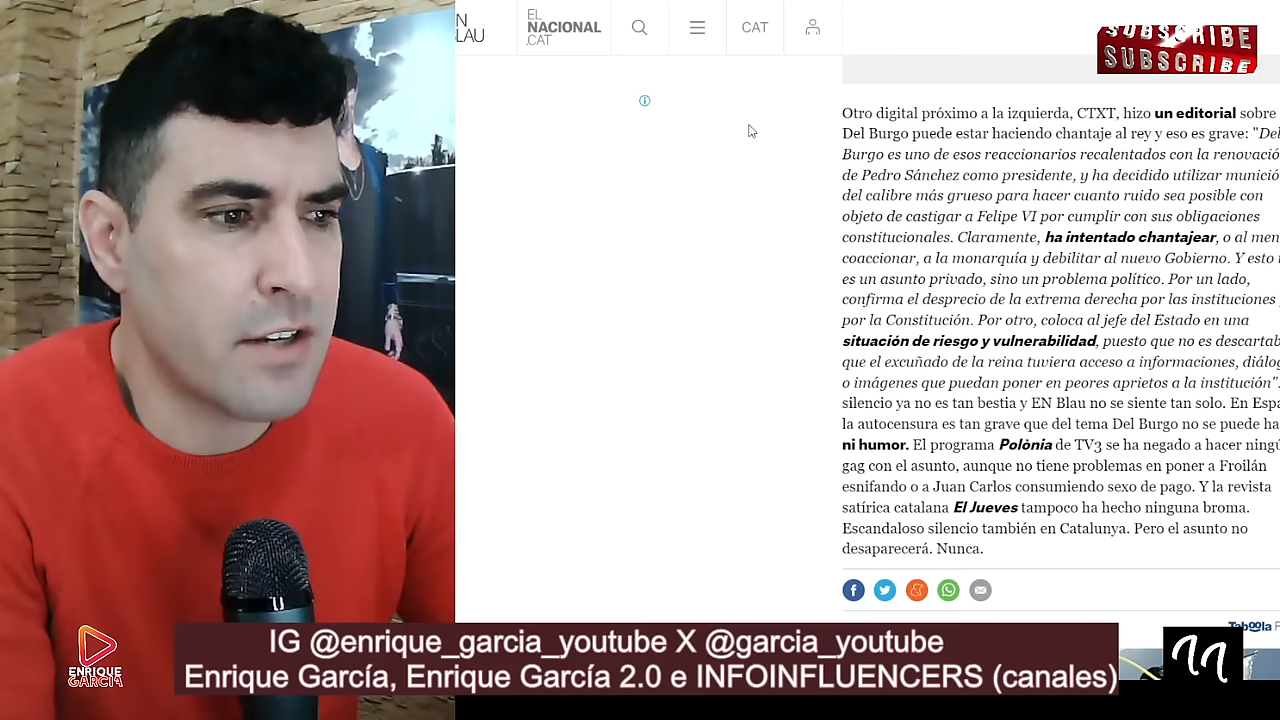 N
LAU
EL
NACIONAL
.CAT
CAT
SUBSCRIBE
SUBSCRIBE
Otro digital próximo a la izquierda, CTXT, hizo un editorial sobre
Del Burgo puede estar haciendo chantaje al rey y eso es grave: "Del
Burgo es uno de esos reaccionarios recalentados con la renovació
de Pedro Sánchez como presidente, y ha decidido utilizar munició
del calibre más grueso para hacer cuanto ruido sea posible con
objeto de castigar a Felipe VI por cumplir con sus obligaciones
constitucionales. Claramente, ha intentado chantajear, o al men
coaccionar, a la monarquía y debilitar al nuevo Gobierno. Y esto
es un asunto privado, sino un problema político. Por un lado,
confirma el desprecio de la extrema derecha por las instituciones
por la Constitución. Por otro, coloca al jefe del Estado en una
situación de riesgo y vulnerabilidad, puesto que no es descartab
que el excuñado de la reina tuviera acceso a informaciones, diálog
o imágenes que puedan poner en peores aprietos a la institución".
silencio ya no es tan bestia y EN Blau no se siente tan solo. En Espa
la autocensura es tan grave que del tema Del Burgo no se puede ha
ni humor. El programa Polònia de TV3 se ha negado a hacer ningú
gag con el asunto, aunque no tiene problemas en poner a Froilán
esnifando o a Juan Carlos consumiendo sexo de pago. Y la revista
satírica catalana El Jueves tampoco ha hecho ninguna broma.
Escandaloso silencio también en Catalunya. Pero el asunto no
desaparecerá. Nunca.
Taboola
IG @enrique_garcia_youtube X @garcia_youtube
Enrique García, Enrique García 2.0 e INFOINFLUENCERS (canales)
ENRIQUE
GARCÍA